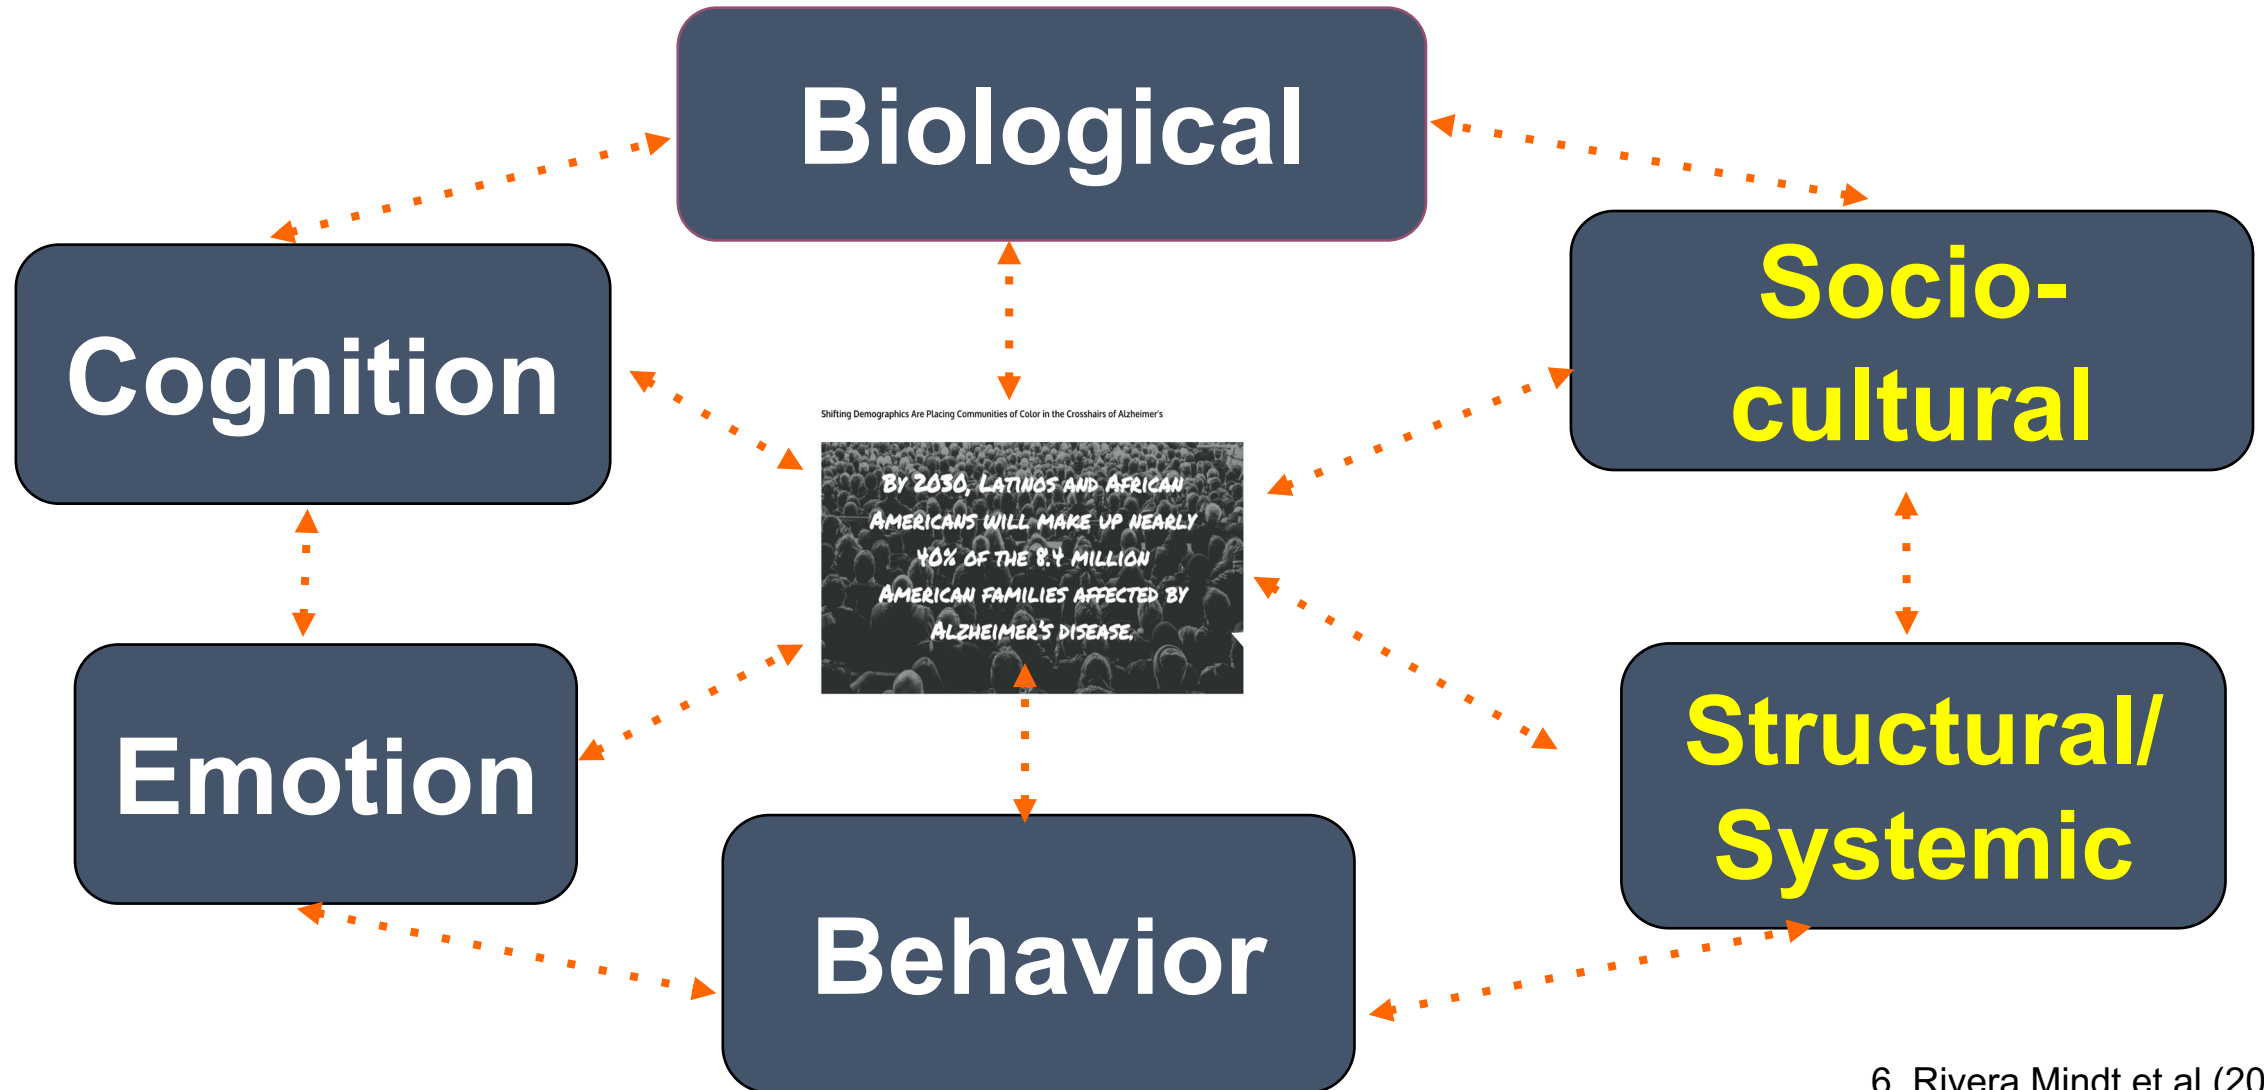 Biological
Socio-
cultural
Cognition
Shifting Demographics Are Placing Communities of Color in the Crosshairs of Alzheimer's
By 2030, Latinos and African
Americans will make up nearly
40% of the 8.4 million
American families affected by
Alzheimer's disease.
Emotion
Structural/
Systemic
Behavior
6. Rivera Mindt et al (20